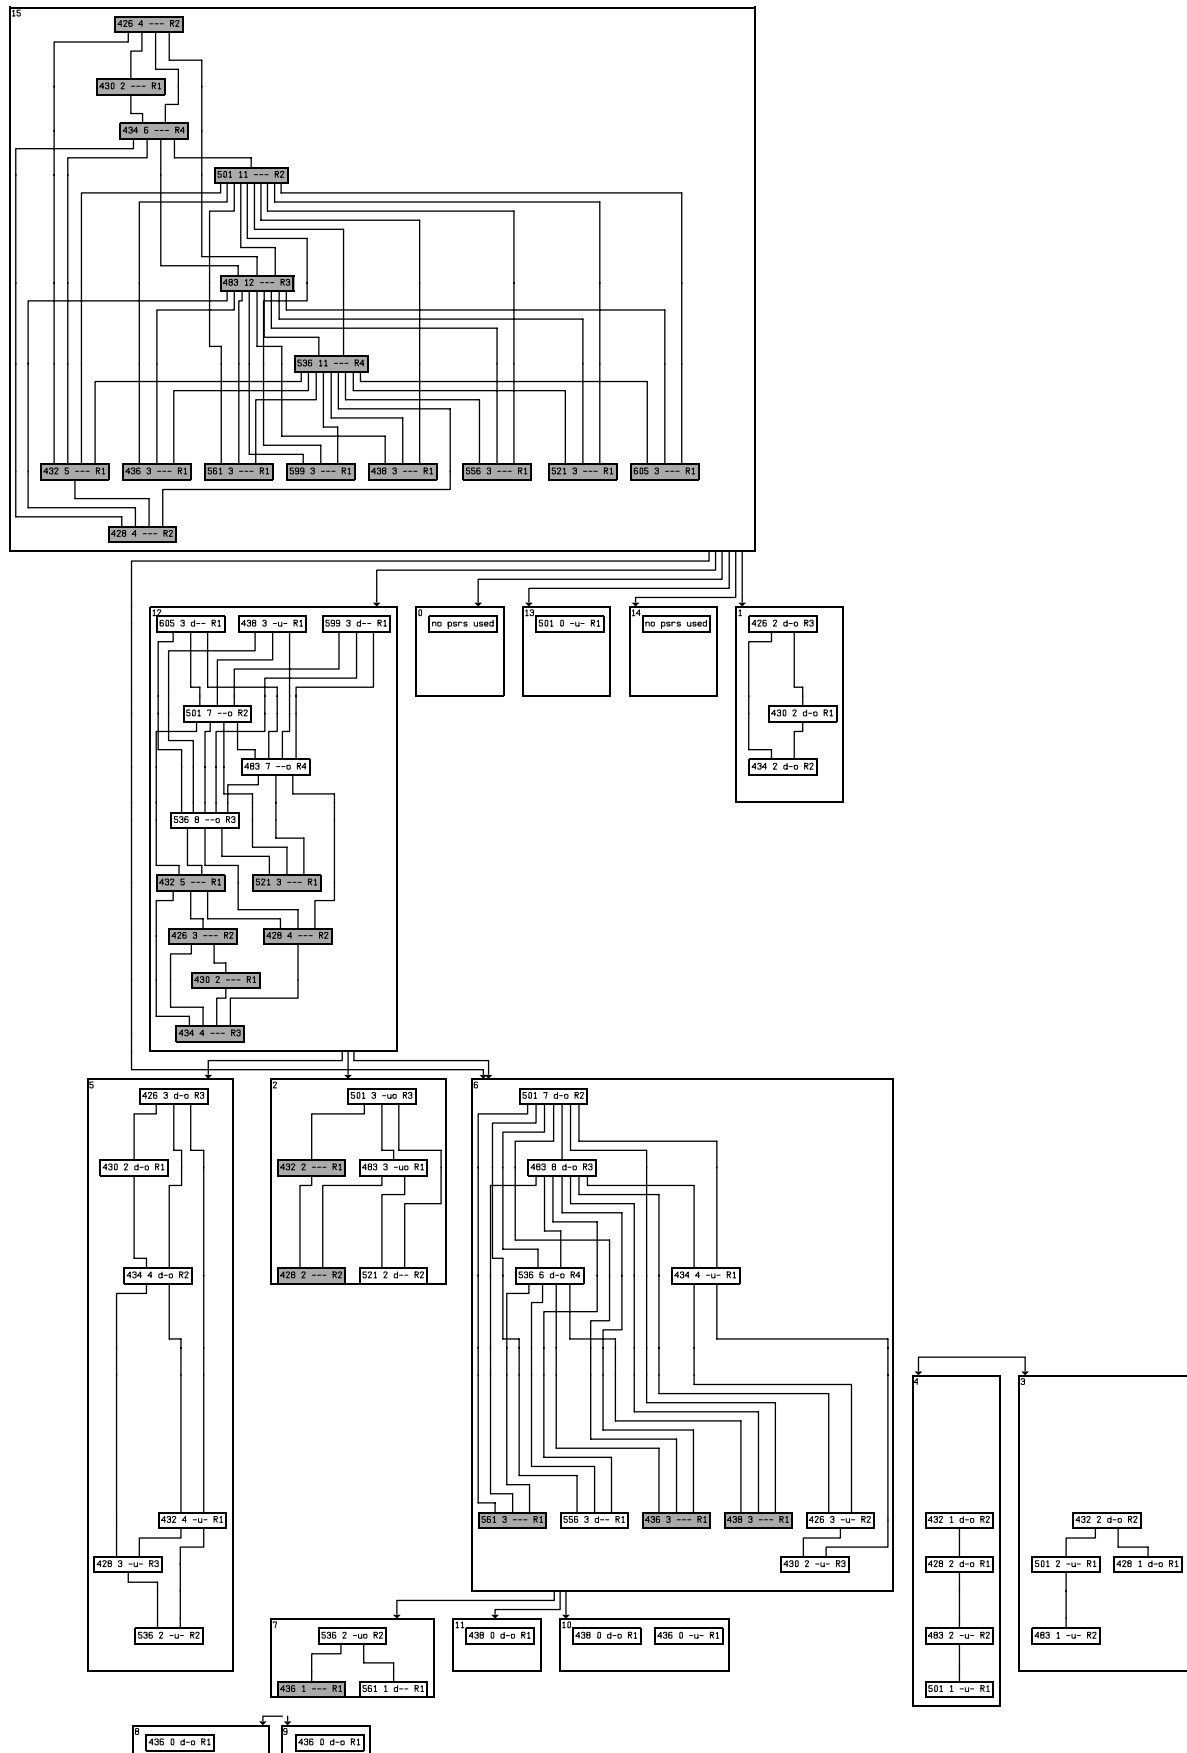 15
426 4 --- R2
430 2 --- R1
434 6 --- R4
501 11 --- R2
483 12 --- R3
536 11 --- R4
432 5 --- R1
436 3 --- R1
561 3 --- R1
599 3 --- R1
438 3 --- R1
556 3 --- R1
521 3 --- R1
605 3 --- R1
428 4 --- R2
12
605 3 d-- R1
438 3 -u- R1
599 3 d-- R1
501 7 --o R2
483 7 --o R4
536 8 --o R3
432 5 --- R1
521 3 --- R1
426 3 --- R2
428 4 --- R2
430 2 --- R1
434 4 --- R3
0
no psrs used
13
501 0 -u- R1
14
no psrs used
1
426 2 d-o R3
430 2 d-o R1
434 2 d-o R2
5
426 3 d-o R3
430 2 d-o R1
434 4 d-o R2
432 4 -u- R1
428 3 -u- R3
536 2 -u- R2
2
501 3 -uo R3
432 2 --- R1
483 3 -uo R1
428 2 --- R2
521 2 d-- R2
6
501 7 d-o R2
483 8 d-o R3
536 6 d-o R4
434 4 -u- R1
561 3 --- R1
556 3 d-- R1
436 3 --- R1
438 3 --- R1
426 3 -u- R2
430 2 -u- R3
4
432 1 d-o R2
428 2 d-o R1
483 2 -u- R2
501 1 -u- R1
3
432 2 d-o R2
501 2 -u- R1
428 1 d-o R1
483 1 -u- R2
7
536 2 -uo R2
436 1 --- R1
561 1 d-- R1
11
438 0 d-o R1
10
438 0 d-o R1
436 0 -u- R1
8
436 0 d-o R1
9
436 0 d-o R1